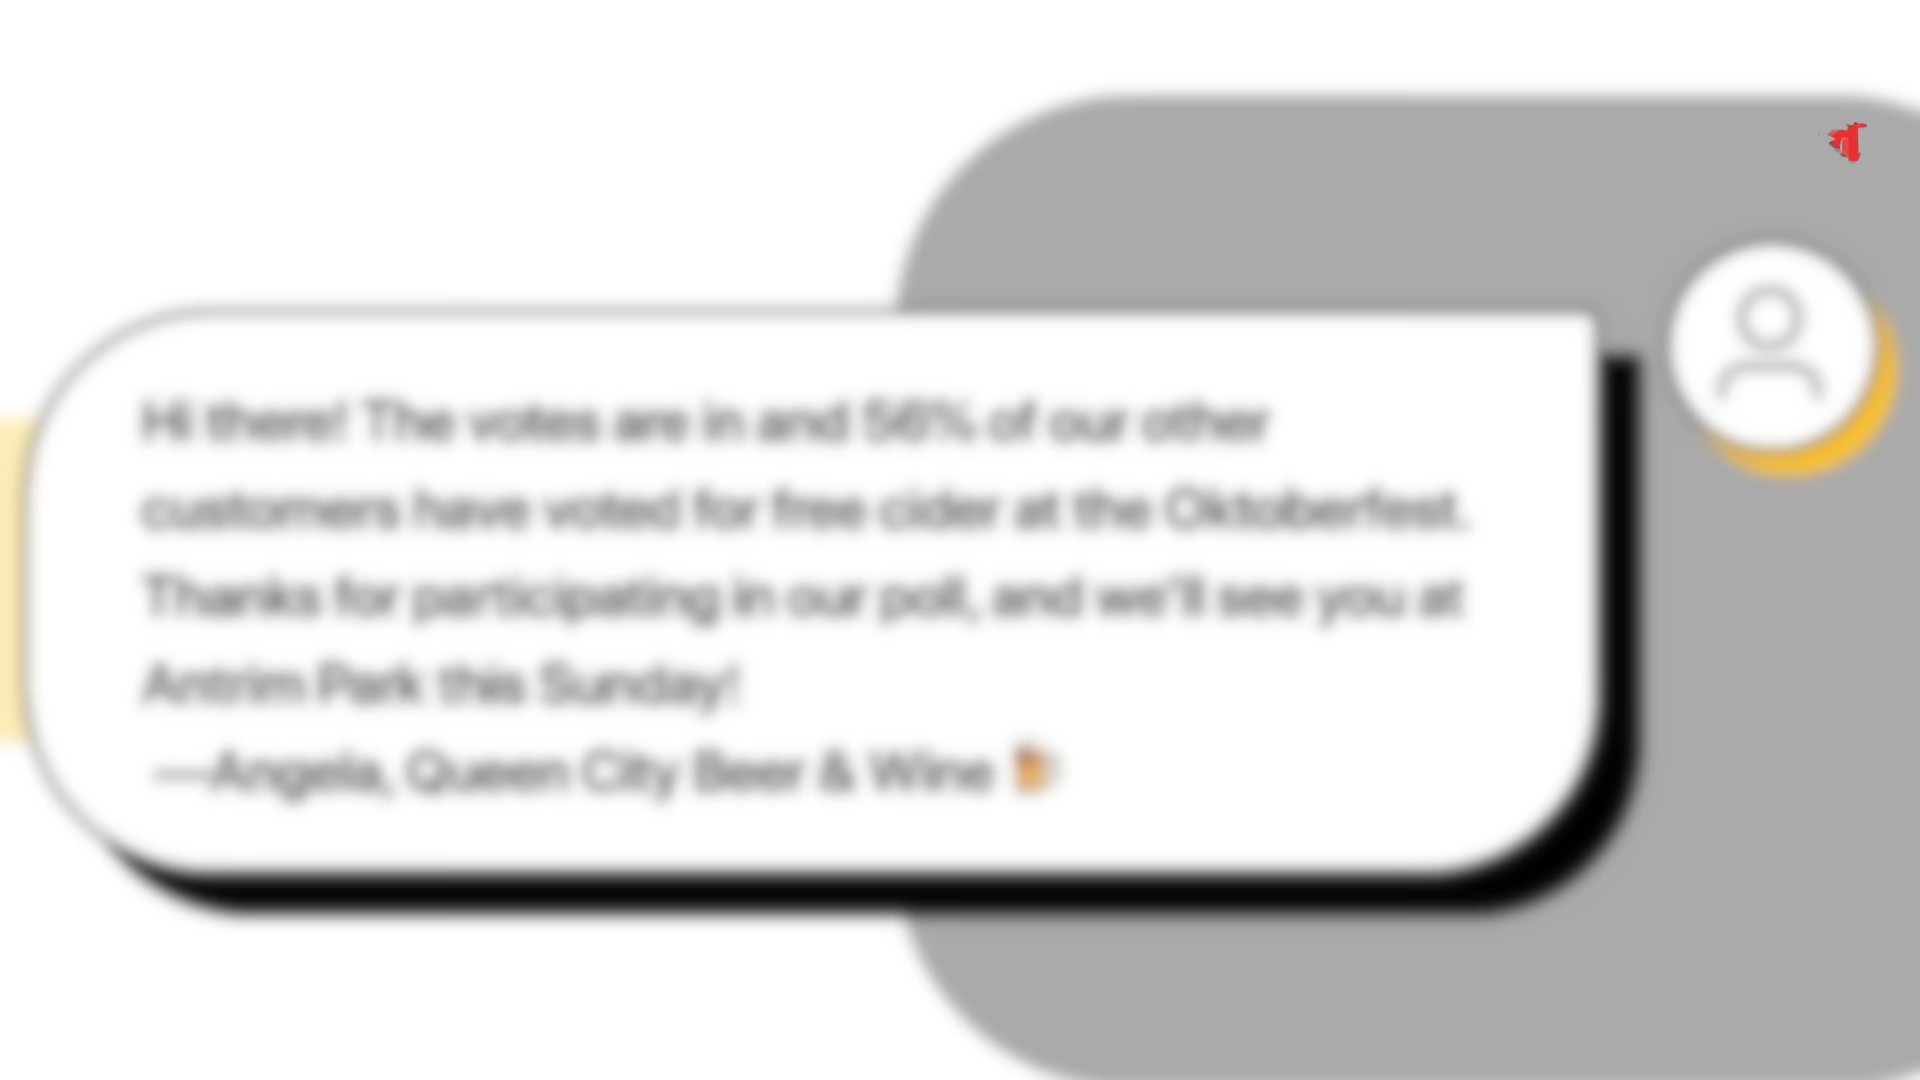 Hi there! The votes are in and 56% of our other
customers have voted for free cider at the Oktoberfest.
Thanks for participating in our poll, and we'll see you at
Antrim Park this Sunday!
—Angela, Queen City Beer & Wine 🍺